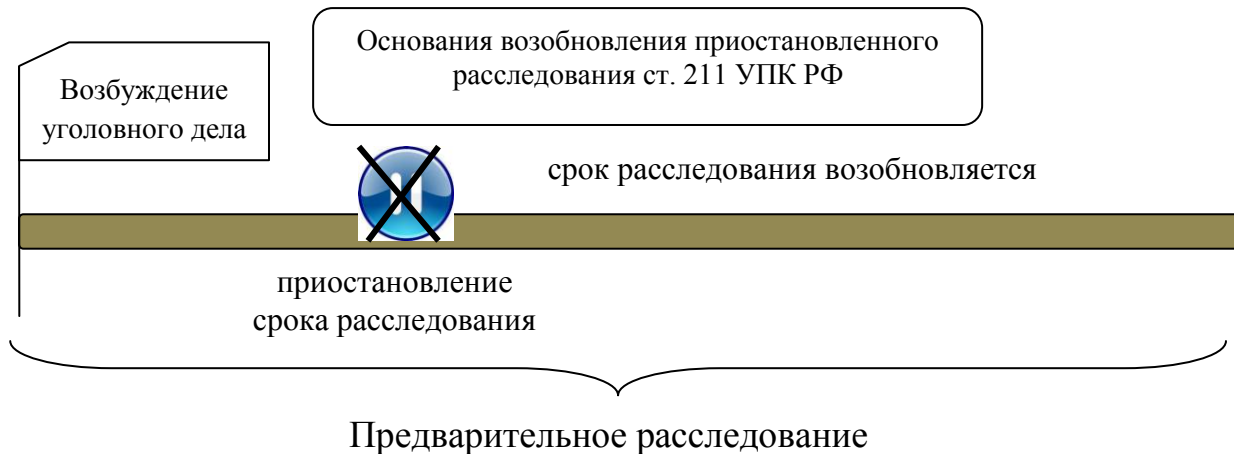 Основания возобновления приостановленного
расследования ст. 211 УПК РФ
Возбуждение
уголовного дела
срок расследования возобновляется
приостановление
срока расследования
Предварительное расследование